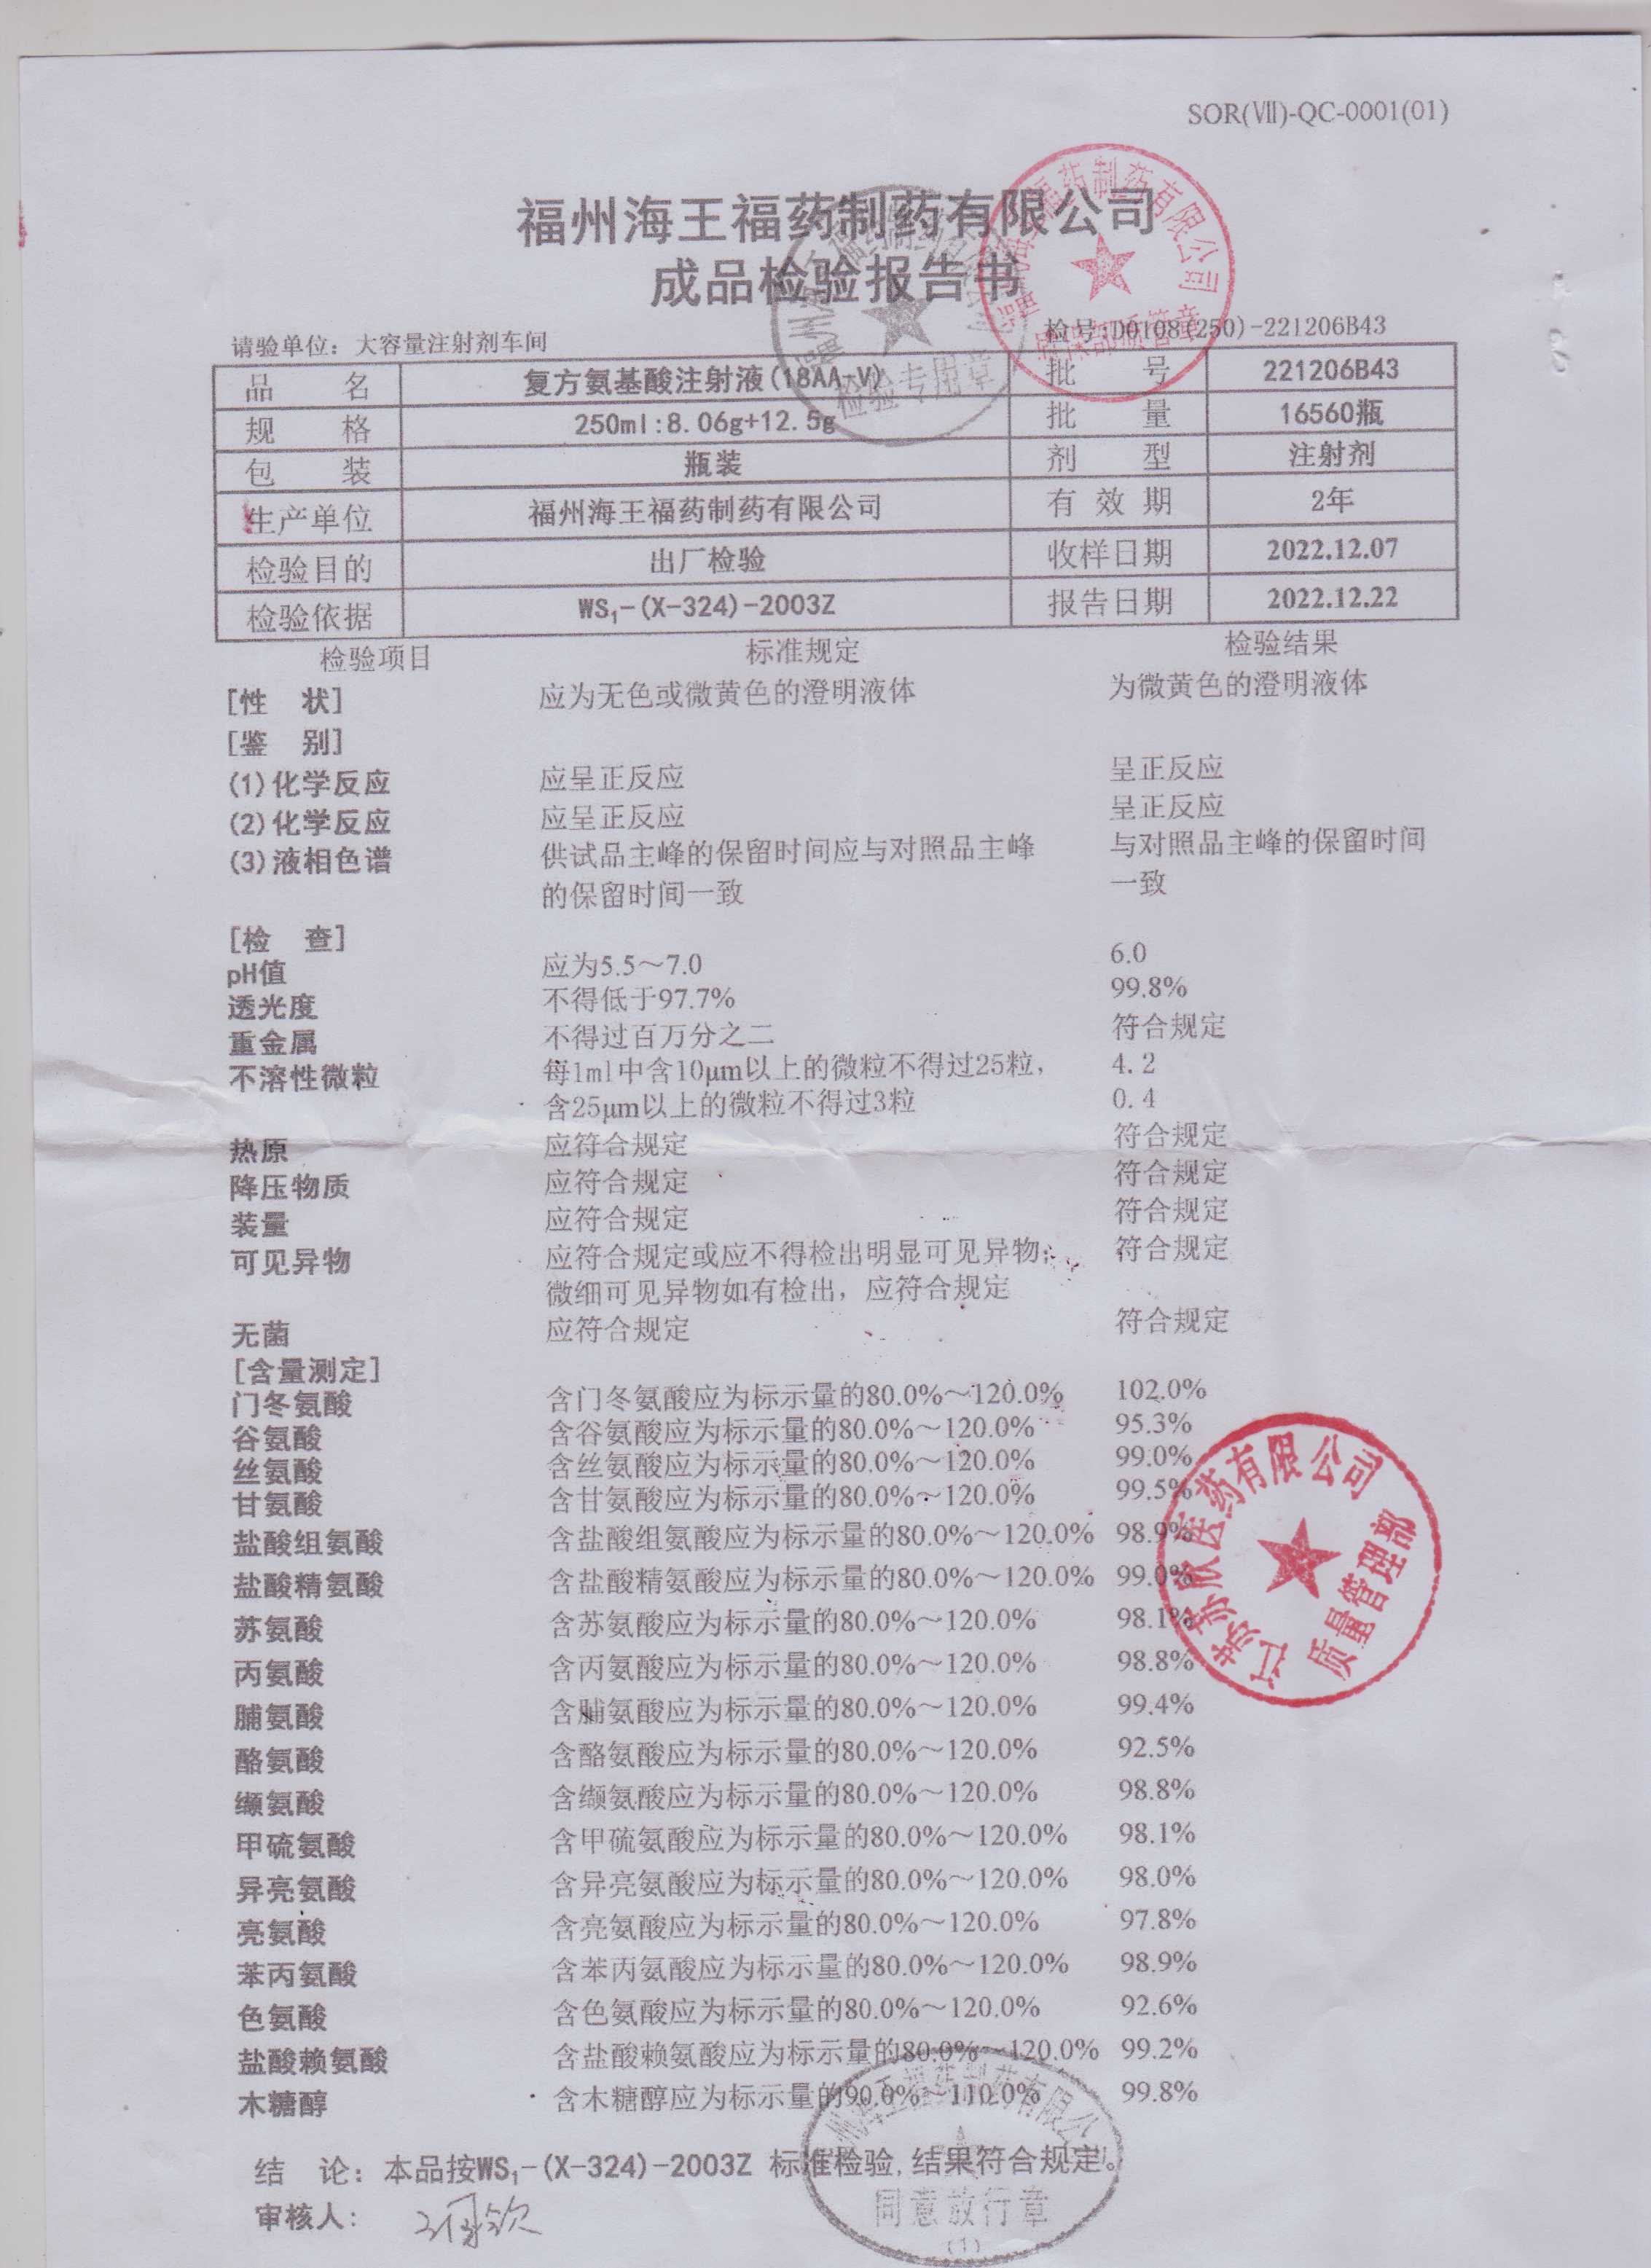 SOR(Ⅶ)-QC-0001(01)
福州海王福药制药有限公司
成品检验报告书
请验单位：大容量注射剂车间 检号 D0108(250)-221206B43
品 名 复方氨基酸注射液(18AA-V) 批 号 221206B43
规 格 250ml:8.06g+12.5g 批 量 16560瓶
包 装 瓶装 剂 型 注射剂
生产单位 福州海王福药制药有限公司 有 效 期 2年
检验目的 出厂检验 收样日期 2022.12.07
检验依据 WS₁-(X-324)-2003Z 报告日期 2022.12.22
检验项目 标准规定 检验结果
[性 状] 应为无色或微黄色的澄明液体 为微黄色的澄明液体
[鉴 别]
(1)化学反应 应呈正反应 呈正反应
(2)化学反应 应呈正反应 呈正反应
(3)液相色谱 供试品主峰的保留时间应与对照品主峰 与对照品主峰的保留时间
的保留时间一致 一致
[检 查]
pH值 应为5.5～7.0 6.0
透光度 不得低于97.7% 99.8%
重金属 不得过百万分之二 符合规定
不溶性微粒 每1ml中含10μm以上的微粒不得过25粒， 4.2
含25μm以上的微粒不得过3粒 0.4
热原 应符合规定 符合规定
降压物质 应符合规定 符合规定
装量 应符合规定 符合规定
可见异物 应符合规定或应不得检出明显可见异物； 符合规定
微细可见异物如有检出，应符合规定
无菌 应符合规定 符合规定
[含量测定]
门冬氨酸 含门冬氨酸应为标示量的80.0%～120.0% 102.0%
谷氨酸 含谷氨酸应为标示量的80.0%～120.0% 95.3%
丝氨酸 含丝氨酸应为标示量的80.0%～120.0% 99.0%
甘氨酸 含甘氨酸应为标示量的80.0%～120.0% 99.5%
盐酸组氨酸 含盐酸组氨酸应为标示量的80.0%～120.0% 98.9%
盐酸精氨酸 含盐酸精氨酸应为标示量的80.0%～120.0% 99.0%
苏氨酸 含苏氨酸应为标示量的80.0%～120.0% 98.1%
丙氨酸 含丙氨酸应为标示量的80.0%～120.0% 98.8%
脯氨酸 含脯氨酸应为标示量的80.0%～120.0% 99.4%
酪氨酸 含酪氨酸应为标示量的80.0%～120.0% 92.5%
缬氨酸 含缬氨酸应为标示量的80.0%～120.0% 98.8%
甲硫氨酸 含甲硫氨酸应为标示量的80.0%～120.0% 98.1%
异亮氨酸 含异亮氨酸应为标示量的80.0%～120.0% 98.0%
亮氨酸 含亮氨酸应为标示量的80.0%～120.0% 97.8%
苯丙氨酸 含苯丙氨酸应为标示量的80.0%～120.0% 98.9%
色氨酸 含色氨酸应为标示量的80.0%～120.0% 92.6%
盐酸赖氨酸 含盐酸赖氨酸应为标示量的80.0%～120.0% 99.2%
木糖醇 含木糖醇应为标示量的90.0%～110.0% 99.8%
结 论：本品按WS₁-(X-324)-2003Z 标准检验,结果符合规定。
审核人：
检验专用章
江苏 欣医药有限公司
质量管理部
同意放行章
(1)